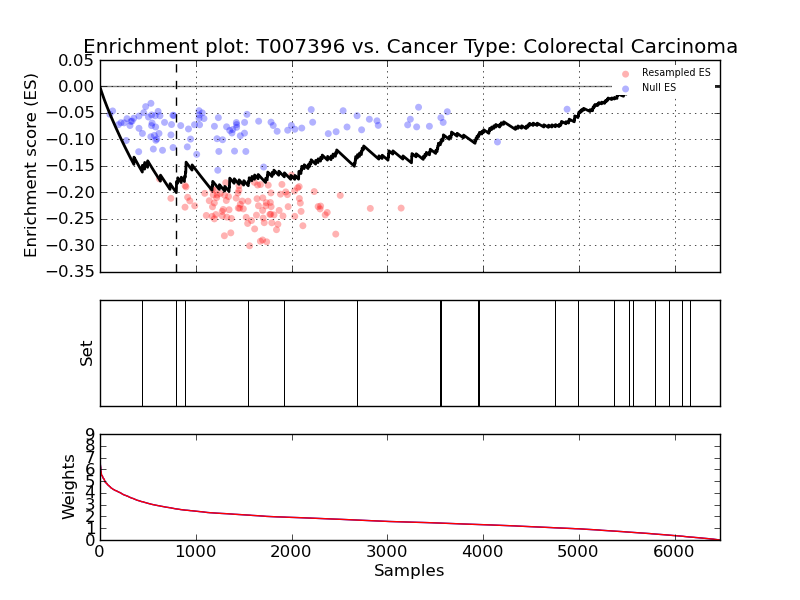 Enrichment plot: T007396 vs. Cancer Type: Colorectal Carcinoma
Enrichment score (ES)
0.05
0.00
−0.05
−0.10
−0.15
−0.20
−0.25
−0.30
−0.35
Resampled ES
Null ES
Set
Weights
9
8
7
6
5
4
3
2
1
0
0 1000 2000 3000 4000 5000 6000
Samples